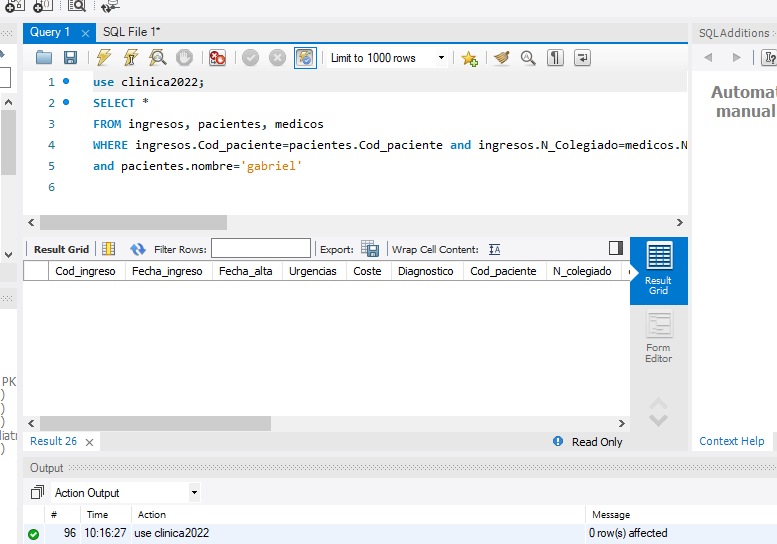 Query 1
SQL File 1*
SQLAdditions
Limit to 1000 rows
1 use clinica2022;
2 SELECT *
3 FROM ingresos, pacientes, medicos
4 WHERE ingresos.Cod_paciente=pacientes.Cod_paciente and ingresos.N_Colegiado=medicos.N
5 and pacientes.nombre='gabriel'
6
Automat
manual
Result Grid
Filter Rows:
Export:
Wrap Cell Content:
Cod_ingreso Fecha_ingreso Fecha_alta Urgencias Coste Diagnostico Cod_paciente N_colegiado
Result
Grid
Form
Editor
PK
)
)
)
diatr
)
Result 26
Read Only
Context Help
Output
Action Output
# Time Action Message
96 10:16:27 use clinica2022 0 row(s) affected